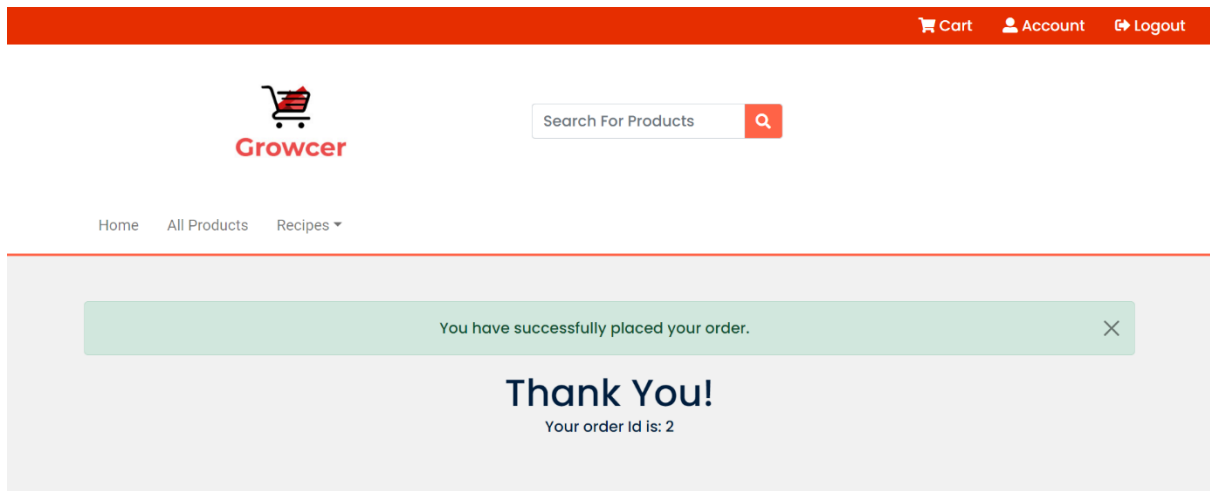 Cart Account Logout
Growcer
Search For Products
Home All Products Recipes
You have successfully placed your order.
Thank You!
Your order Id is: 2